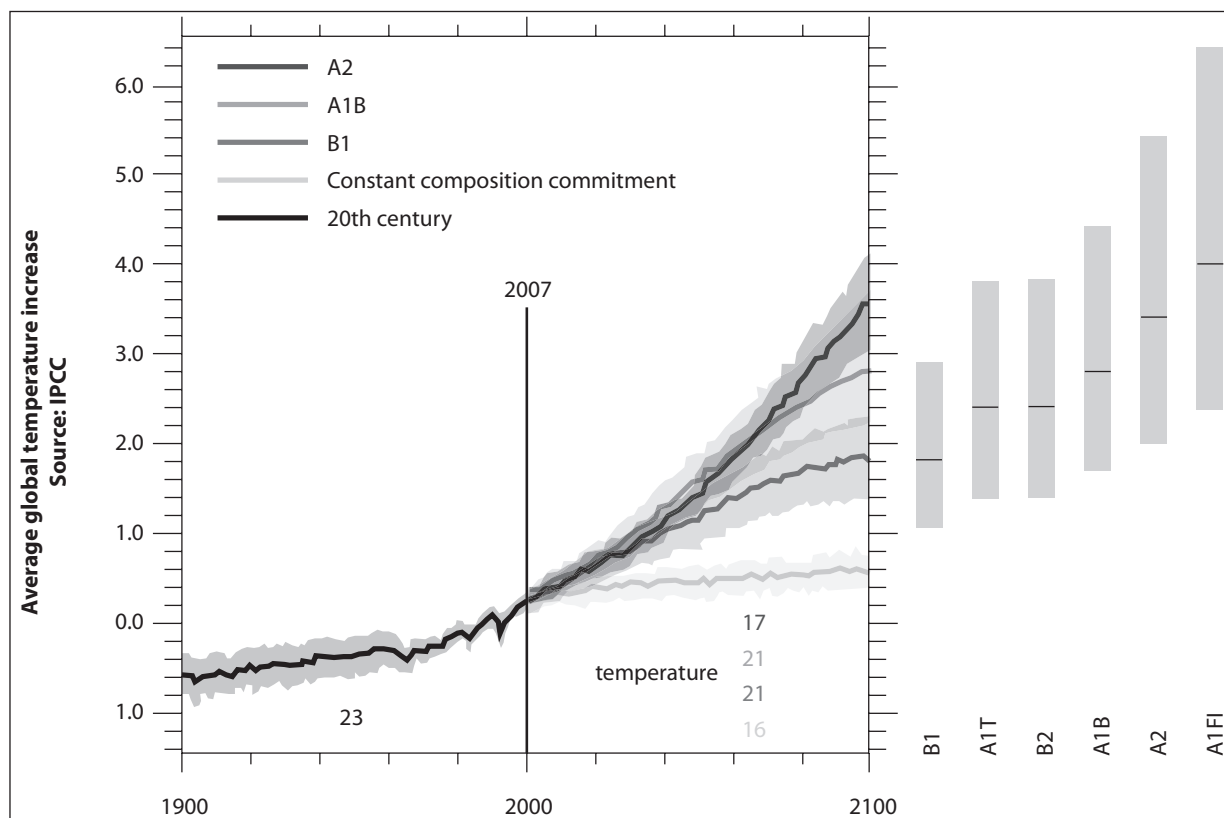 Average global temperature increase
Source: IPCC
6.0
5.0
4.0
3.0
2.0
1.0
0.0
1.0
A2
A1B
B1
Constant composition commitment
20th century
2007
23
temperature
17
21
21
16
1900
2000
2100
B1
A1T
B2
A1B
A2
A1FI